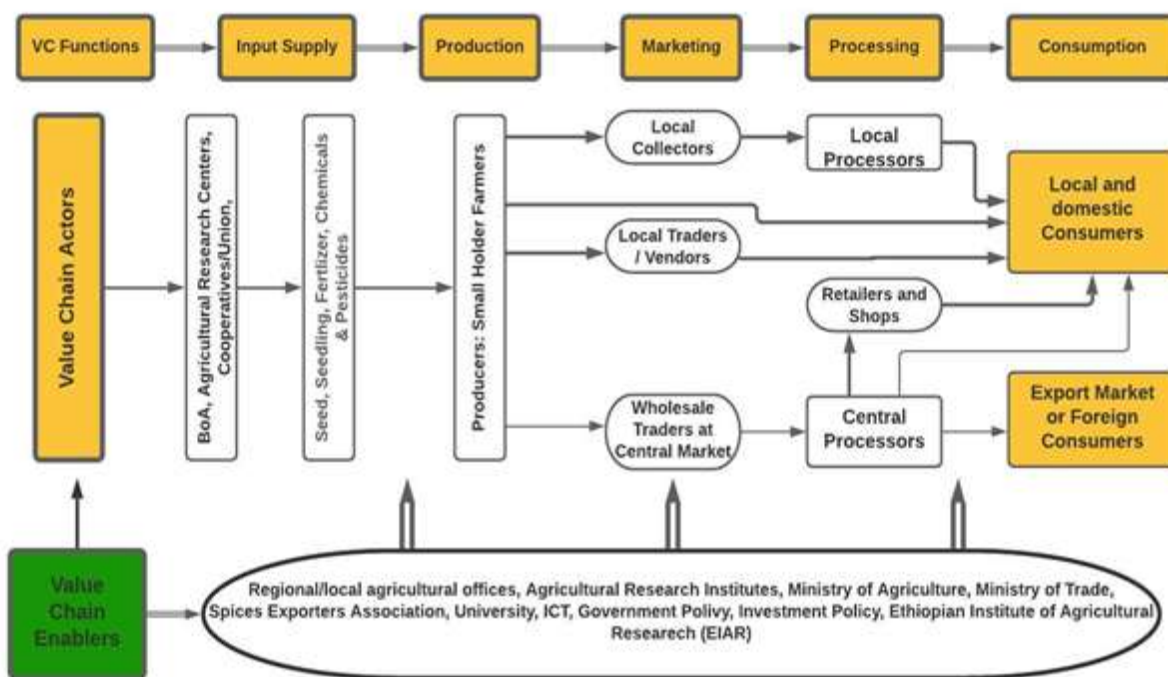 VC Functions
Input Supply
Production
Marketing
Processing
Consumption
Value Chain Actors
BoA, Agricultural Research Centers,
Cooperatives/Union,
Seed, Seedling, Fertlizer, Chemicals
& Pesticides
Producers: Small Holder Farmers
Local
Collectors
Local
Processors
Local and
domestic
Consumers
Local Traders
/ Vendors
Retailers and
Shops
Wholesale
Traders at
Central Market
Central
Processors
Export Market
or Foreign
Consumers
Value
Chain
Enablers
Regional/local agricultural offices, Agricultural Research Institutes, Ministry of Agriculture, Ministry of Trade,
Spices Exporters Association, University, ICT, Government Polivy, Investment Policy, Ethiopian Institute of Agricultural
Researech (EIAR)